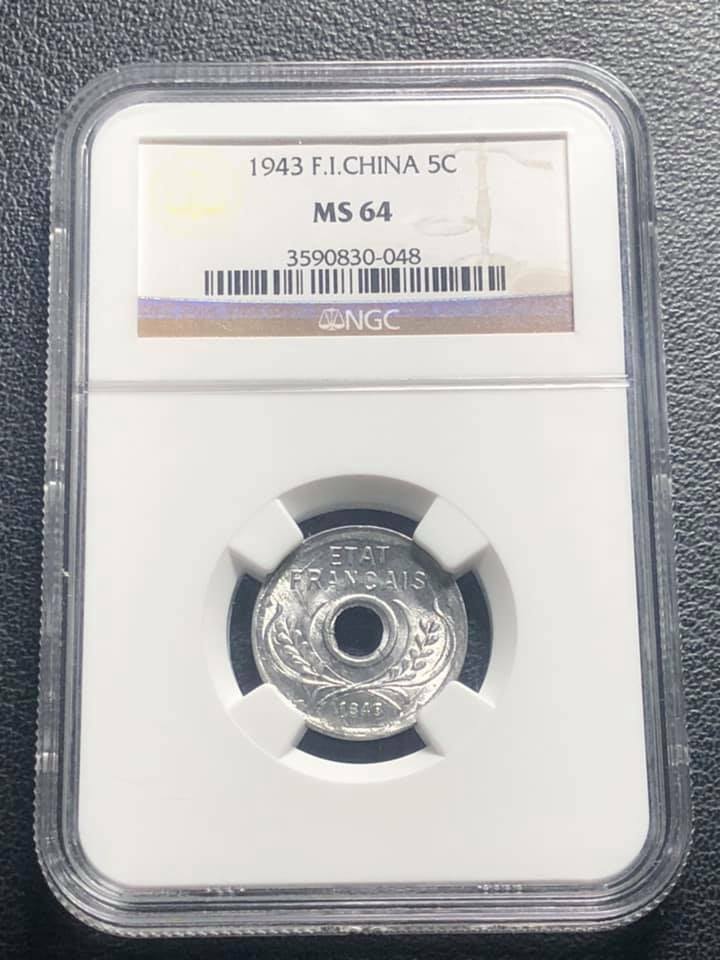 1943 F.I.CHINA 5C
MS 64
3590830-048
NGC
ETAT
FRANCAIS
1943